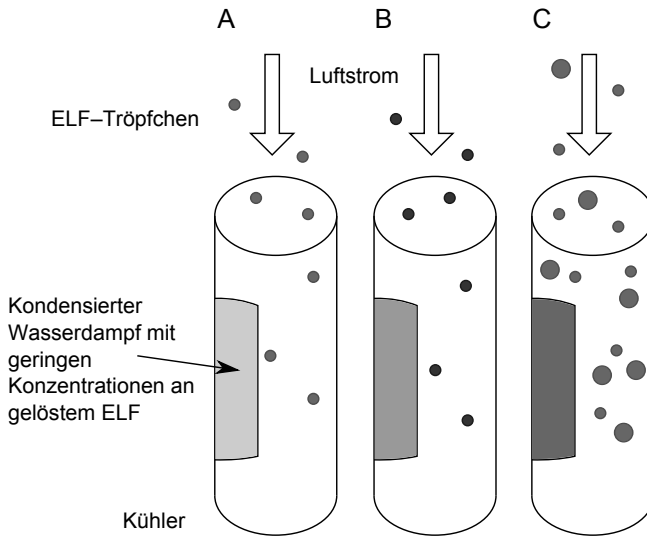 A B C
Luftstrom
ELF–Tröpfchen
Kondensierter
Wasserdampf mit
geringen
Konzentrationen an
gelöstem ELF
Kühler